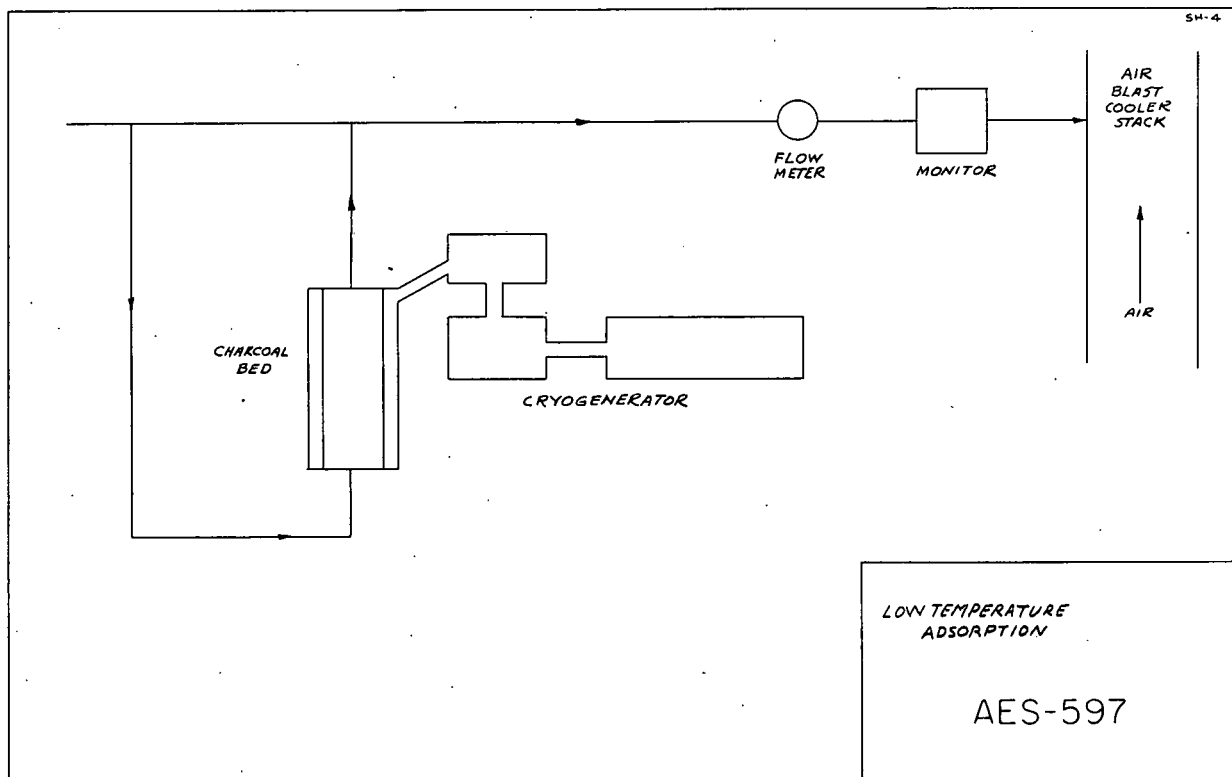 SH-4
AIR
BLAST
COOLER
STACK
FLOW
METER
MONITOR
AIR
CHARCOAL
BED
CRYOGENERATOR
LOW TEMPERATURE
ADSORPTION
AES-597